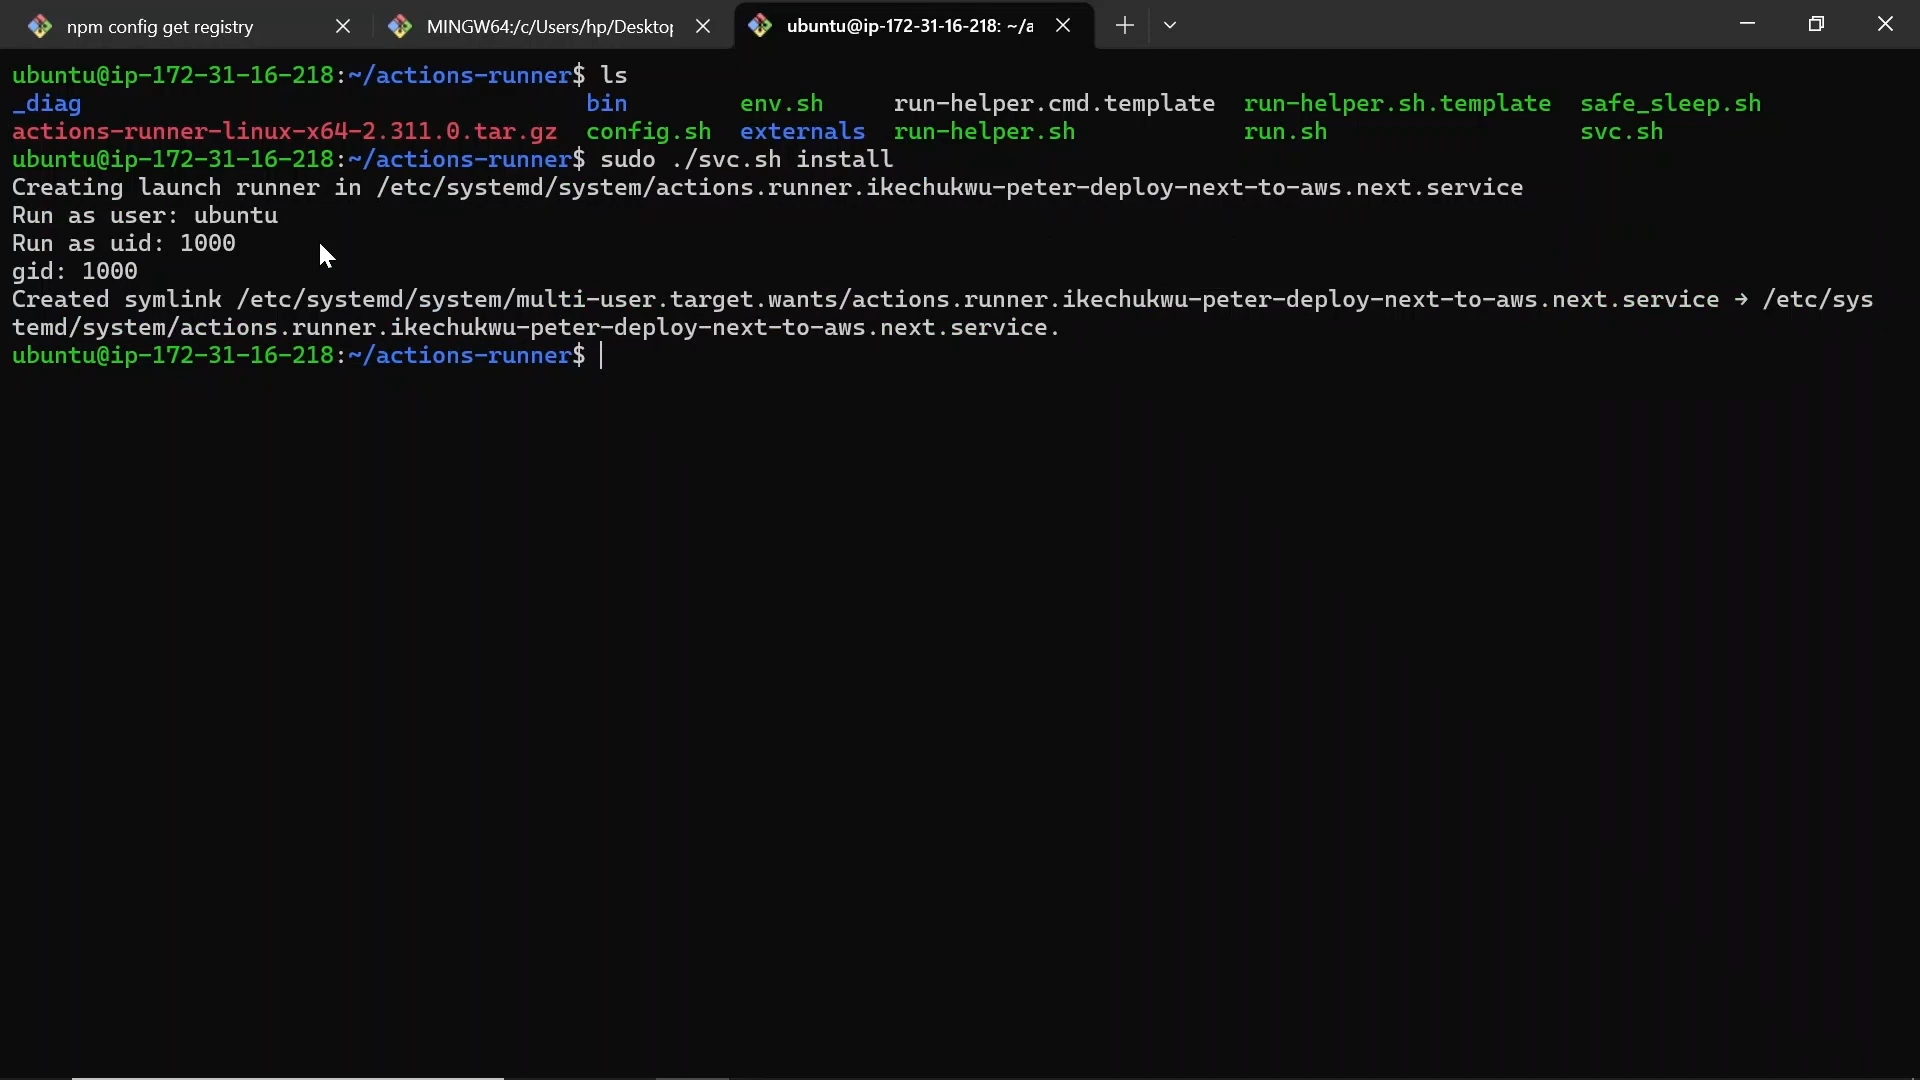 npm config get registry
MINGW64:/c/Users/hp/Desktop
ubuntu@ip-172-31-16-218: ~/a
ubuntu@ip-172-31-16-218:~/actions-runner$ ls
_diag bin env.sh run-helper.cmd.template run-helper.sh.template safe_sleep.sh
actions-runner-linux-x64-2.311.0.tar.gz config.sh externals run-helper.sh run.sh svc.sh
ubuntu@ip-172-31-16-218:~/actions-runner$ sudo ./svc.sh install
Creating launch runner in /etc/systemd/system/actions.runner.ikechukwu-peter-deploy-next-to-aws.next.service
Run as user: ubuntu
Run as uid: 1000
gid: 1000
Created symlink /etc/systemd/system/multi-user.target.wants/actions.runner.ikechukwu-peter-deploy-next-to-aws.next.service → /etc/sys
temd/system/actions.runner.ikechukwu-peter-deploy-next-to-aws.next.service.
ubuntu@ip-172-31-16-218:~/actions-runner$